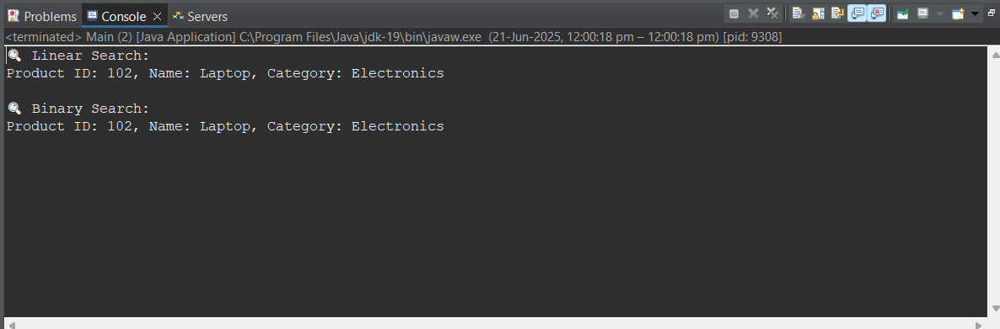 Problems Console Servers
<terminated> Main (2) [Java Application] C:\Program Files\Java\jdk-19\bin\javaw.exe (21-Jun-2025, 12:00:18 pm – 12:00:18 pm) [pid: 9308]
🔍 Linear Search:
Product ID: 102, Name: Laptop, Category: Electronics
🔍 Binary Search:
Product ID: 102, Name: Laptop, Category: Electronics